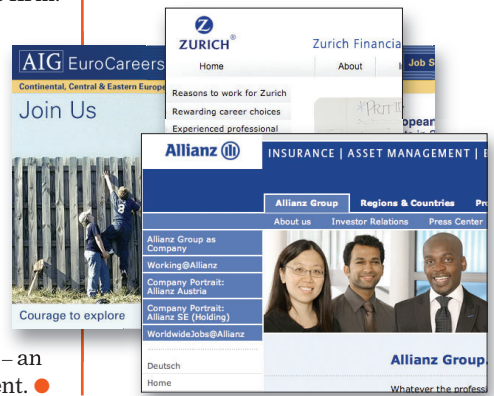 ZURICH®
Zurich Financia
Home
About
Reasons to work for Zurich
Rewarding career choices
Experienced professional
AIG EuroCareers
Job S
Continental, Central & Eastern Europe
Join Us
Courage to explore
Allianz
INSURANCE | ASSET MANAGEMENT |
Allianz Group
Regions & Countries
About us
Investor Relations
Press Center
Allianz Group as
Company
Working@Allianz
Company Portrait:
Allianz Austria
Company Portrait:
Allianz SE (Holding)
WorldwideJobs@Allianz
Deutsch
Home
Allianz Group.
Whatever the professi
– an
ent.